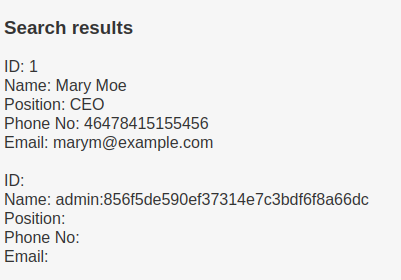 Search results
ID: 1
Name: Mary Moe
Position: CEO
Phone No: 46478415155456
Email: marym@example.com
ID:
Name: admin:856f5de590ef37314e7c3bdf6f8a66dc
Position:
Phone No:
Email: